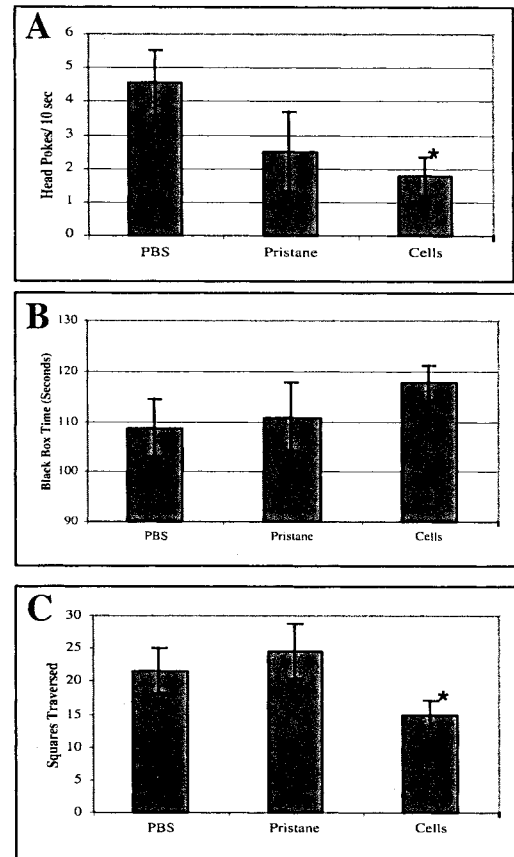 A
Head Pokes/ 10 sec
6
5
4
3
2
1
0
*
PBS Pristane Cells
B
Black Box Time (Seconds)
130
120
110
100
90
PBS Pristane Cells
C
Squares Traversed
30
25
20
15
10
5
0
*
PBS Pristane Cells